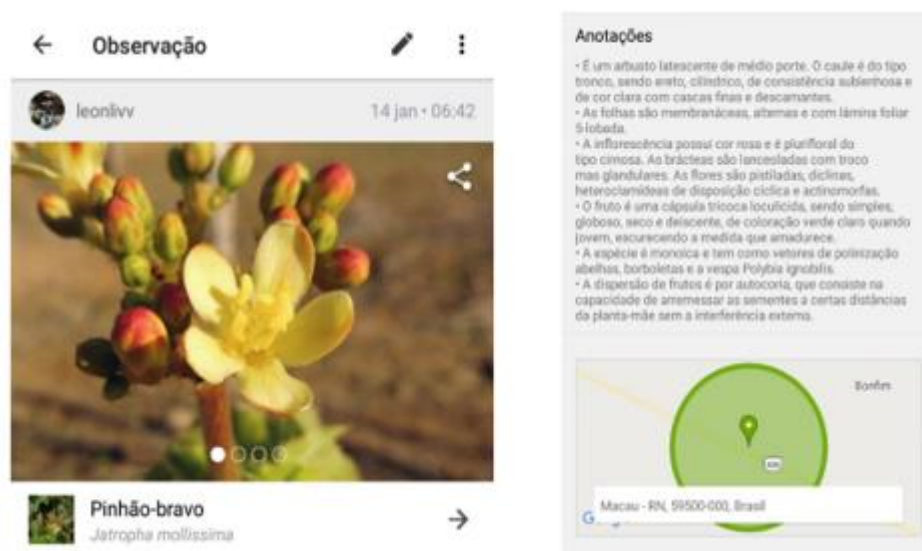 Observação
leonlivv
14 jan • 06:42
Pinhão-bravo
Jatropha mollissima
Anotações
• É um arbusto latescente de médio porte. O caule é do tipo
tronco, sendo ereto, cilíndrico, de consistência sublenhosa e
de cor clara com cascas finas e descamantes.
• As folhas são membranáceas, alternas e com lâmina foliar
5-lobada.
• A inflorescência possui cor rosa e é plurifloral do
tipo cimosa. As brácteas são lanceoladas com troco
mas glandulares. As flores são pistiladas, díclinas,
heteroclamídeas de disposição cíclica e actinomorfas.
• O fruto é uma cápsula tricoca loculicida, sendo simples,
globoso, seco e deiscente, de coloração verde claro quando
jovem, escurecendo a medida que amadurece.
• A espécie é monoica e tem como vetores de polinização
abelhas, borboletas e a vespa Polybia ignobilis.
• A dispersão de frutos é por autocoria, que consiste na
capacidade de arremessar as sementes a certas distâncias
da planta-mãe sem a interferência externa.
Bonfim
Macau - RN, 59500-000, Brasil